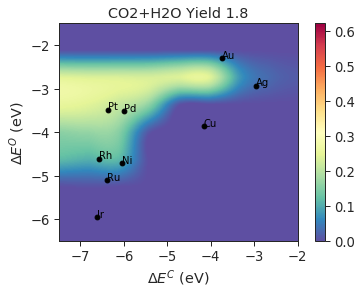 CO2+H2O Yield 1.8
−2
−3
−4
−5
−6
ΔE^O (eV)
Au
Ag
Pt
Pd
Cu
Rh
Ni
Ru
Ir
−7
−6
−5
−4
−3
−2
ΔE^C (eV)
0.6
0.5
0.4
0.3
0.2
0.1
0.0